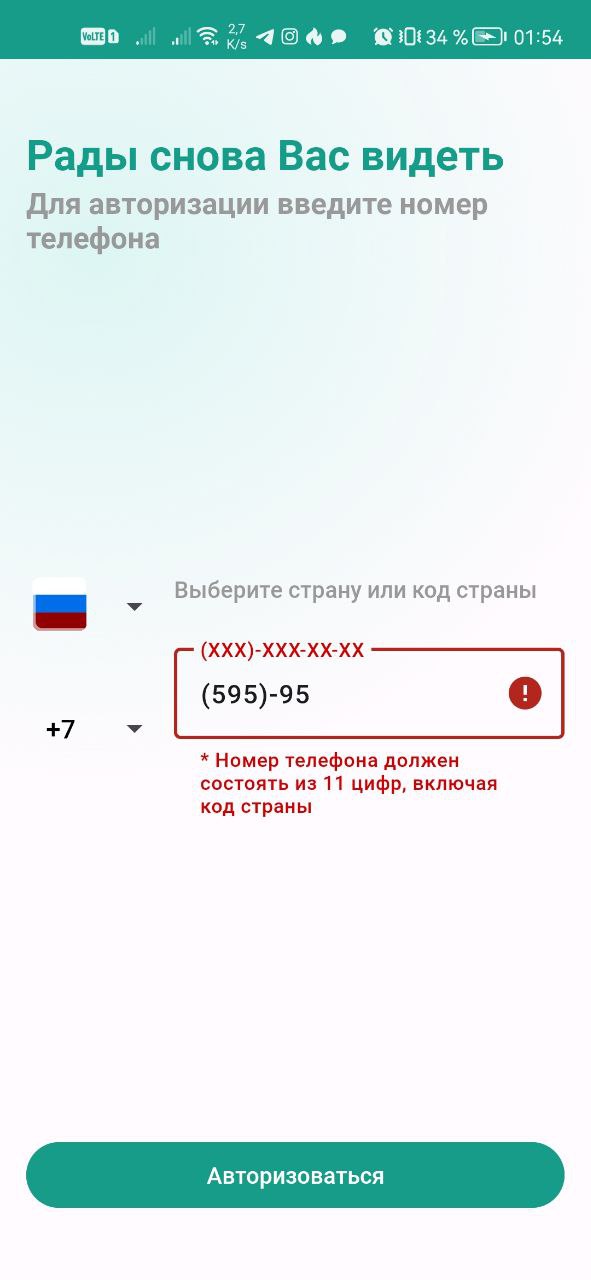 VoLTE 1 2,7 K/s 34 % 01:54
Рады снова Вас видеть
Для авторизации введите номер
телефона
Выберите страну или код страны
(XXX)-XXX-XX-XX
(595)-95
+7
* Номер телефона должен
состоять из 11 цифр, включая
код страны
Авторизоваться